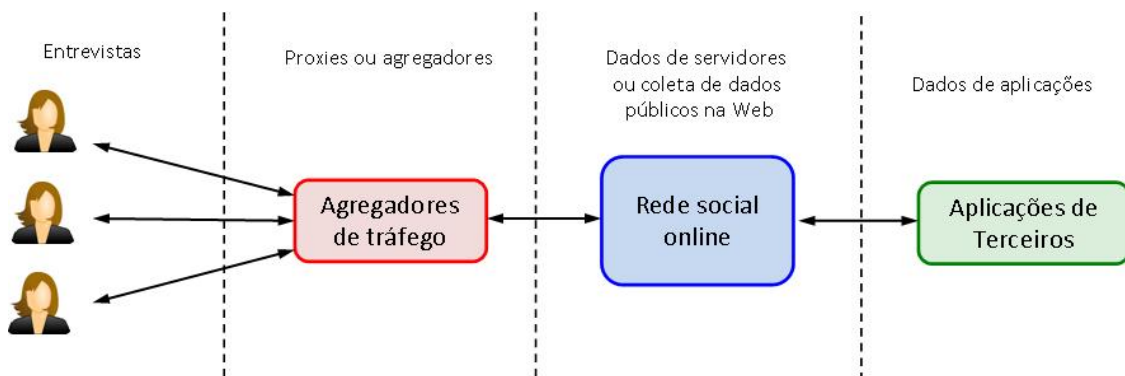 Entrevistas
Proxies ou agregadores
Dados de servidores
ou coleta de dados
públicos na Web
Dados de aplicações
Agregadores
de tráfego
Rede social
online
Aplicações de
Terceiros